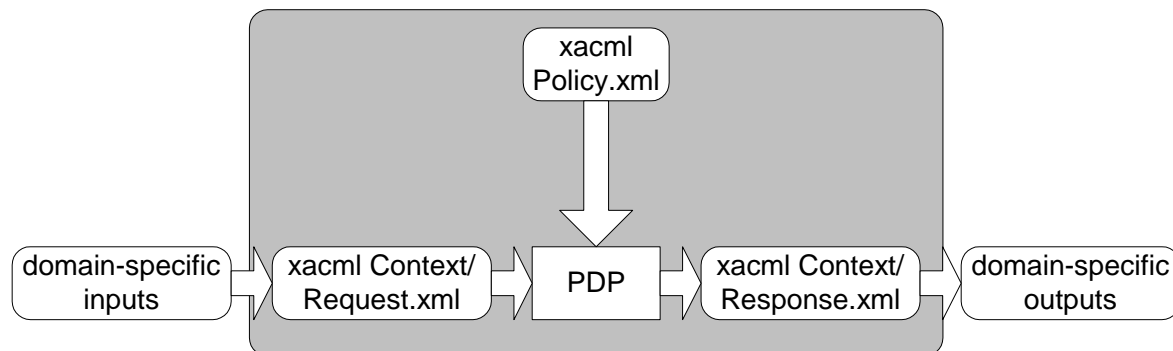 xacml
Policy.xml
domain-specific
inputs
xacml Context/
Request.xml
PDP
xacml Context/
Response.xml
domain-specific
outputs